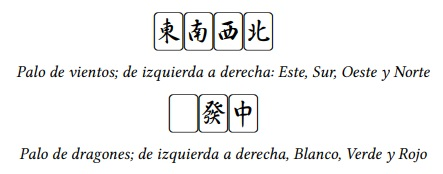 東南西北
Palo de vientos; de izquierda a derecha: Este, Sur, Oeste y Norte
發中
Palo de dragones; de izquierda a derecha, Blanco, Verde y Rojo